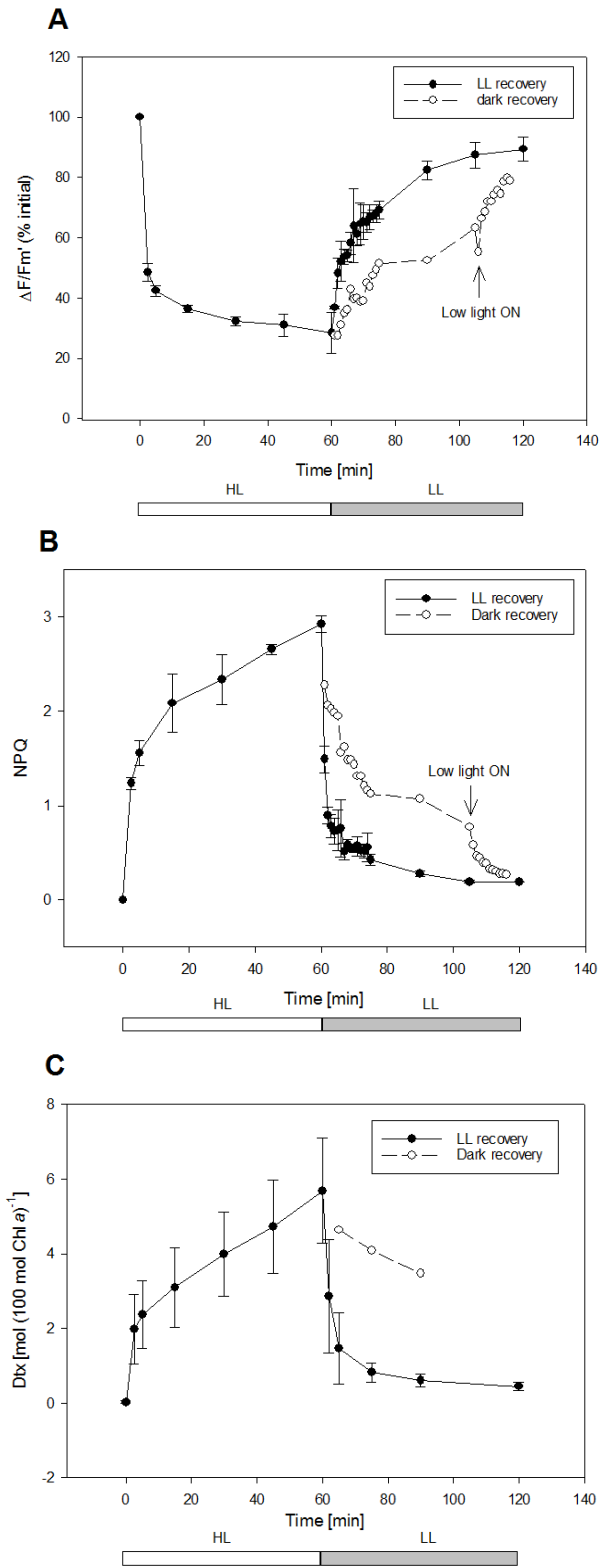 A
120
100
80
60
40
20
0
ΔF/Fm' (% initial)
LL recovery
dark recovery
Low light ON
0 20 40 60 80 100 120 140
Time [min]
HL LL
B
3
2
1
0
NPQ
LL recovery
Dark recovery
Low light ON
0 20 40 60 80 100 120 140
Time [min]
HL LL
C
8
6
4
2
0
-2
Dtx [mol (100 mol Chl a)-1]
LL recovery
Dark recovery
0 20 40 60 80 100 120 140
Time [min]
HL LL